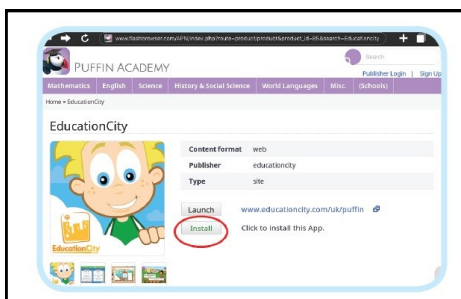 www.flashbrowser.com/APN/index.php?route=product/product&product_id=85&search=Educationcity
Search
PUFFIN ACADEMY
Publisher Login | Sign Up
Mathematics English Science History & Social Science World Languages Misc. (Schools)
Home » EducationCity
EducationCity
Content format web
Publisher educationcity
Type site
Launch www.educationcity.com/uk/puffin
Install Click to install this App.
EducationCity